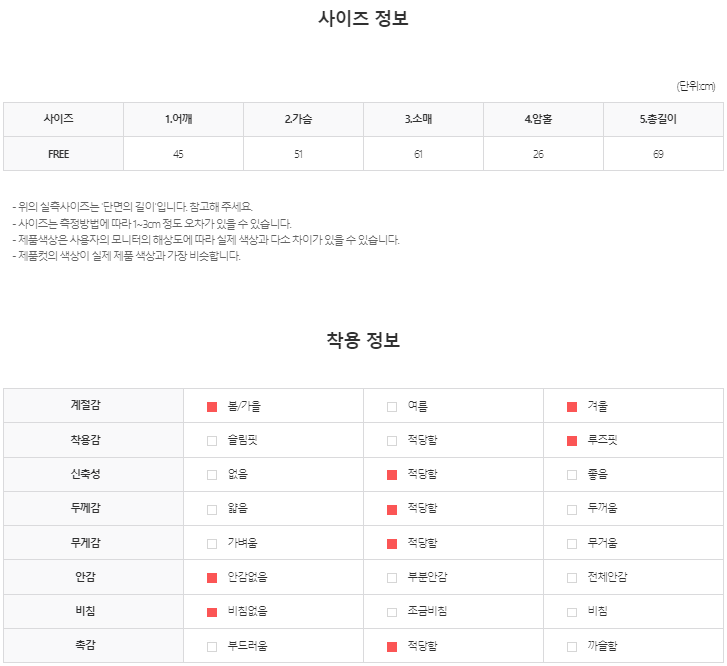 사이즈 정보
(단위:cm)
사이즈 1.어깨 2.가슴 3.소매 4.암홀 5.총길이
FREE 45 51 61 26 69
- 위의 실측사이즈는 '단면의 길이'입니다. 참고해 주세요.
- 사이즈는 측정방법에 따라 1~3cm 정도 오차가 있을 수 있습니다.
- 제품색상은 사용자의 모니터의 해상도에 따라 실제 색상과 다소 차이가 있을 수 있습니다.
- 제품컷의 색상이 실제 제품 색상과 가장 비슷합니다.
착용 정보
계절감 봄/가을 여름 겨울
착용감 슬림핏 적당함 루즈핏
신축성 없음 적당함 좋음
두께감 얇음 적당함 두꺼움
무게감 가벼움 적당함 무거움
안감 안감없음 부분안감 전체안감
비침 비침없음 조금비침 비침
촉감 부드러움 적당함 까슬함